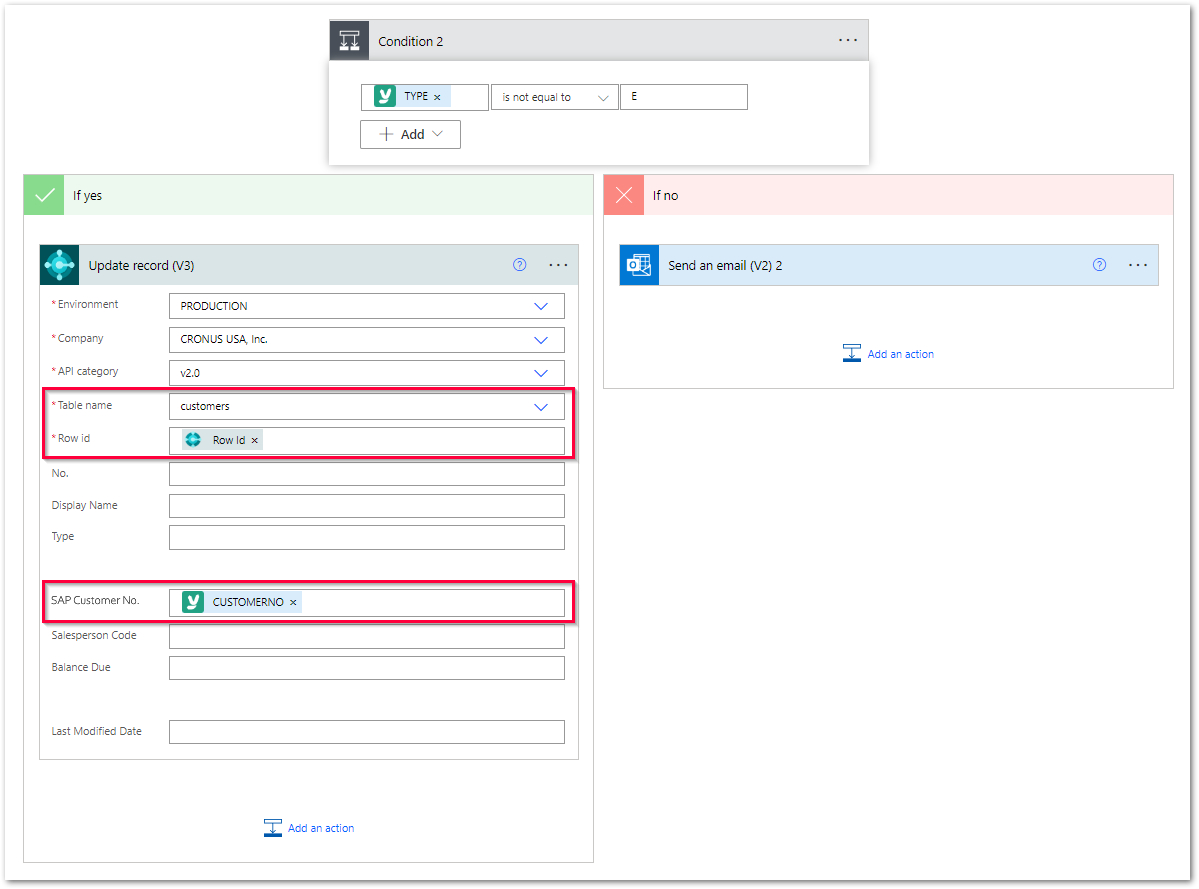 Condition 2
TYPE × is not equal to E
Add
If yes
Update record (V3)
*Environment PRODUCTION
*Company CRONUS USA, Inc.
*API category v2.0
*Table name customers
*Row id Row Id ×
No.
Display Name
Type
SAP Customer No. CUSTOMERNO ×
Salesperson Code
Balance Due
Last Modified Date
Add an action
If no
Send an email (V2) 2
Add an action